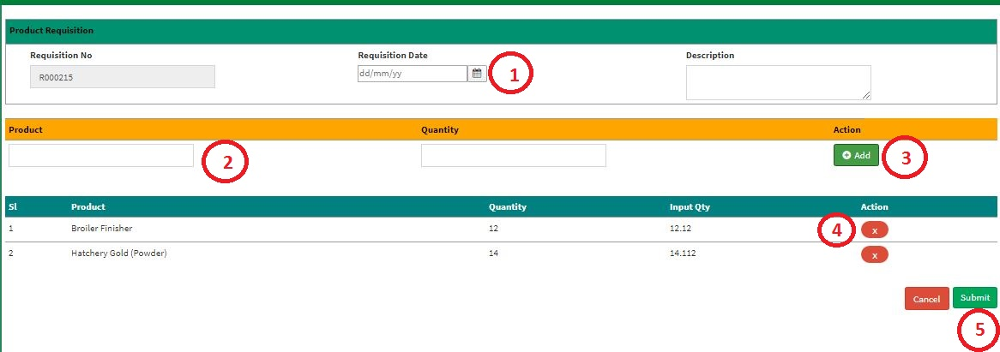 Product Requisition
Requisition No Requisition Date Description
R000215 dd/mm/yy 1
Product Quantity Action
2 Add 3
Sl Product Quantity Input Qty Action
1 Broiler Finisher 12 12.12 4 x
2 Hatchery Gold (Powder) 14 14.112 x
Cancel Submit
5